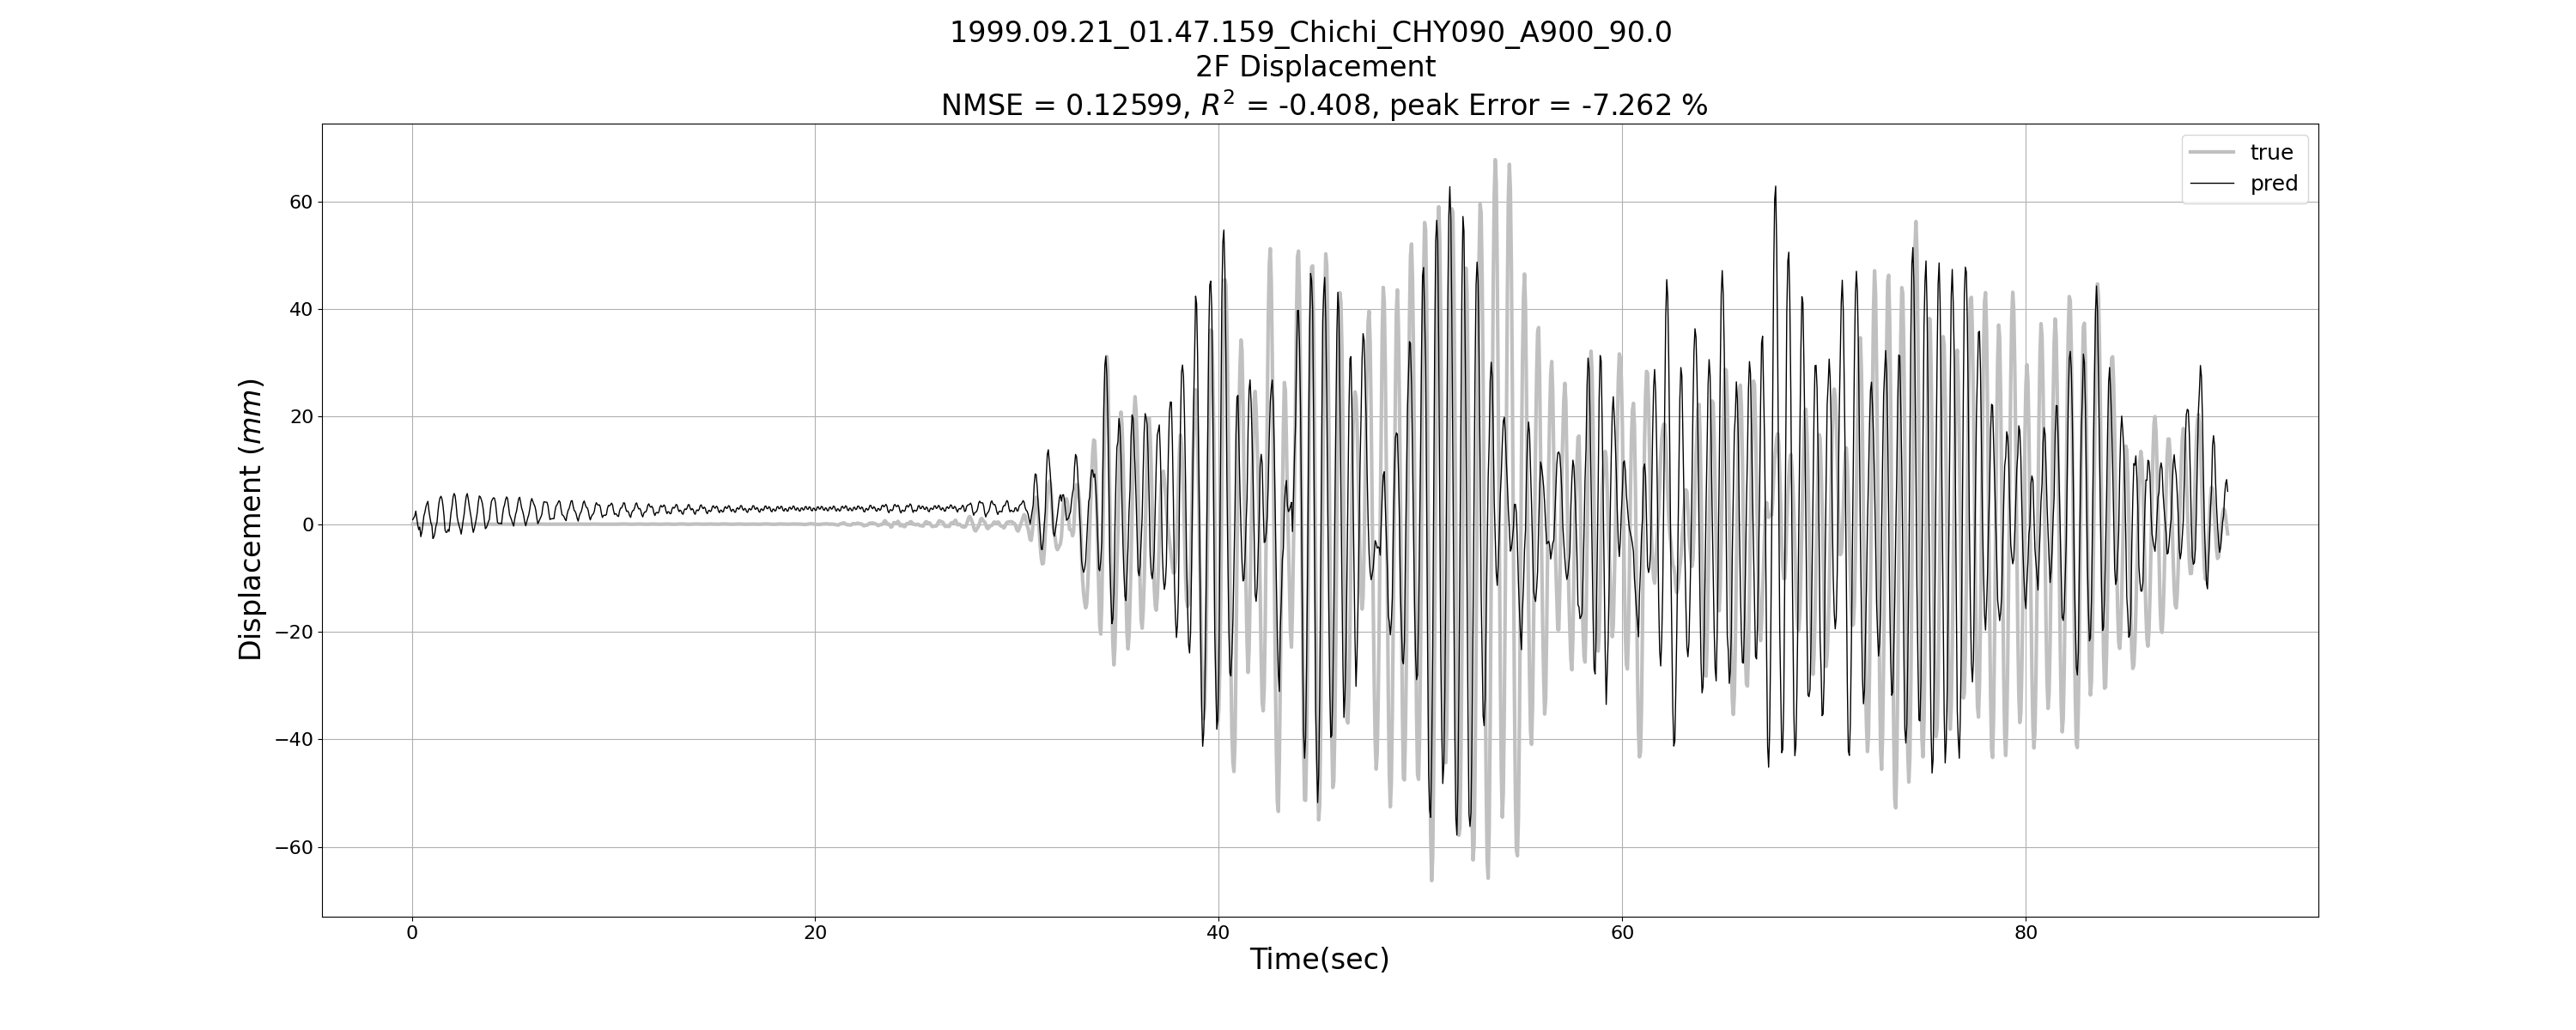 1999.09.21_01.47.159_Chichi_CHY090_A900_90.0
2F Displacement
NMSE = 0.12599, R² = -0.408, peak Error = -7.262 %
true
pred
Displacement (mm)
60
40
20
0
−20
−40
−60
0 20 40 60 80
Time(sec)